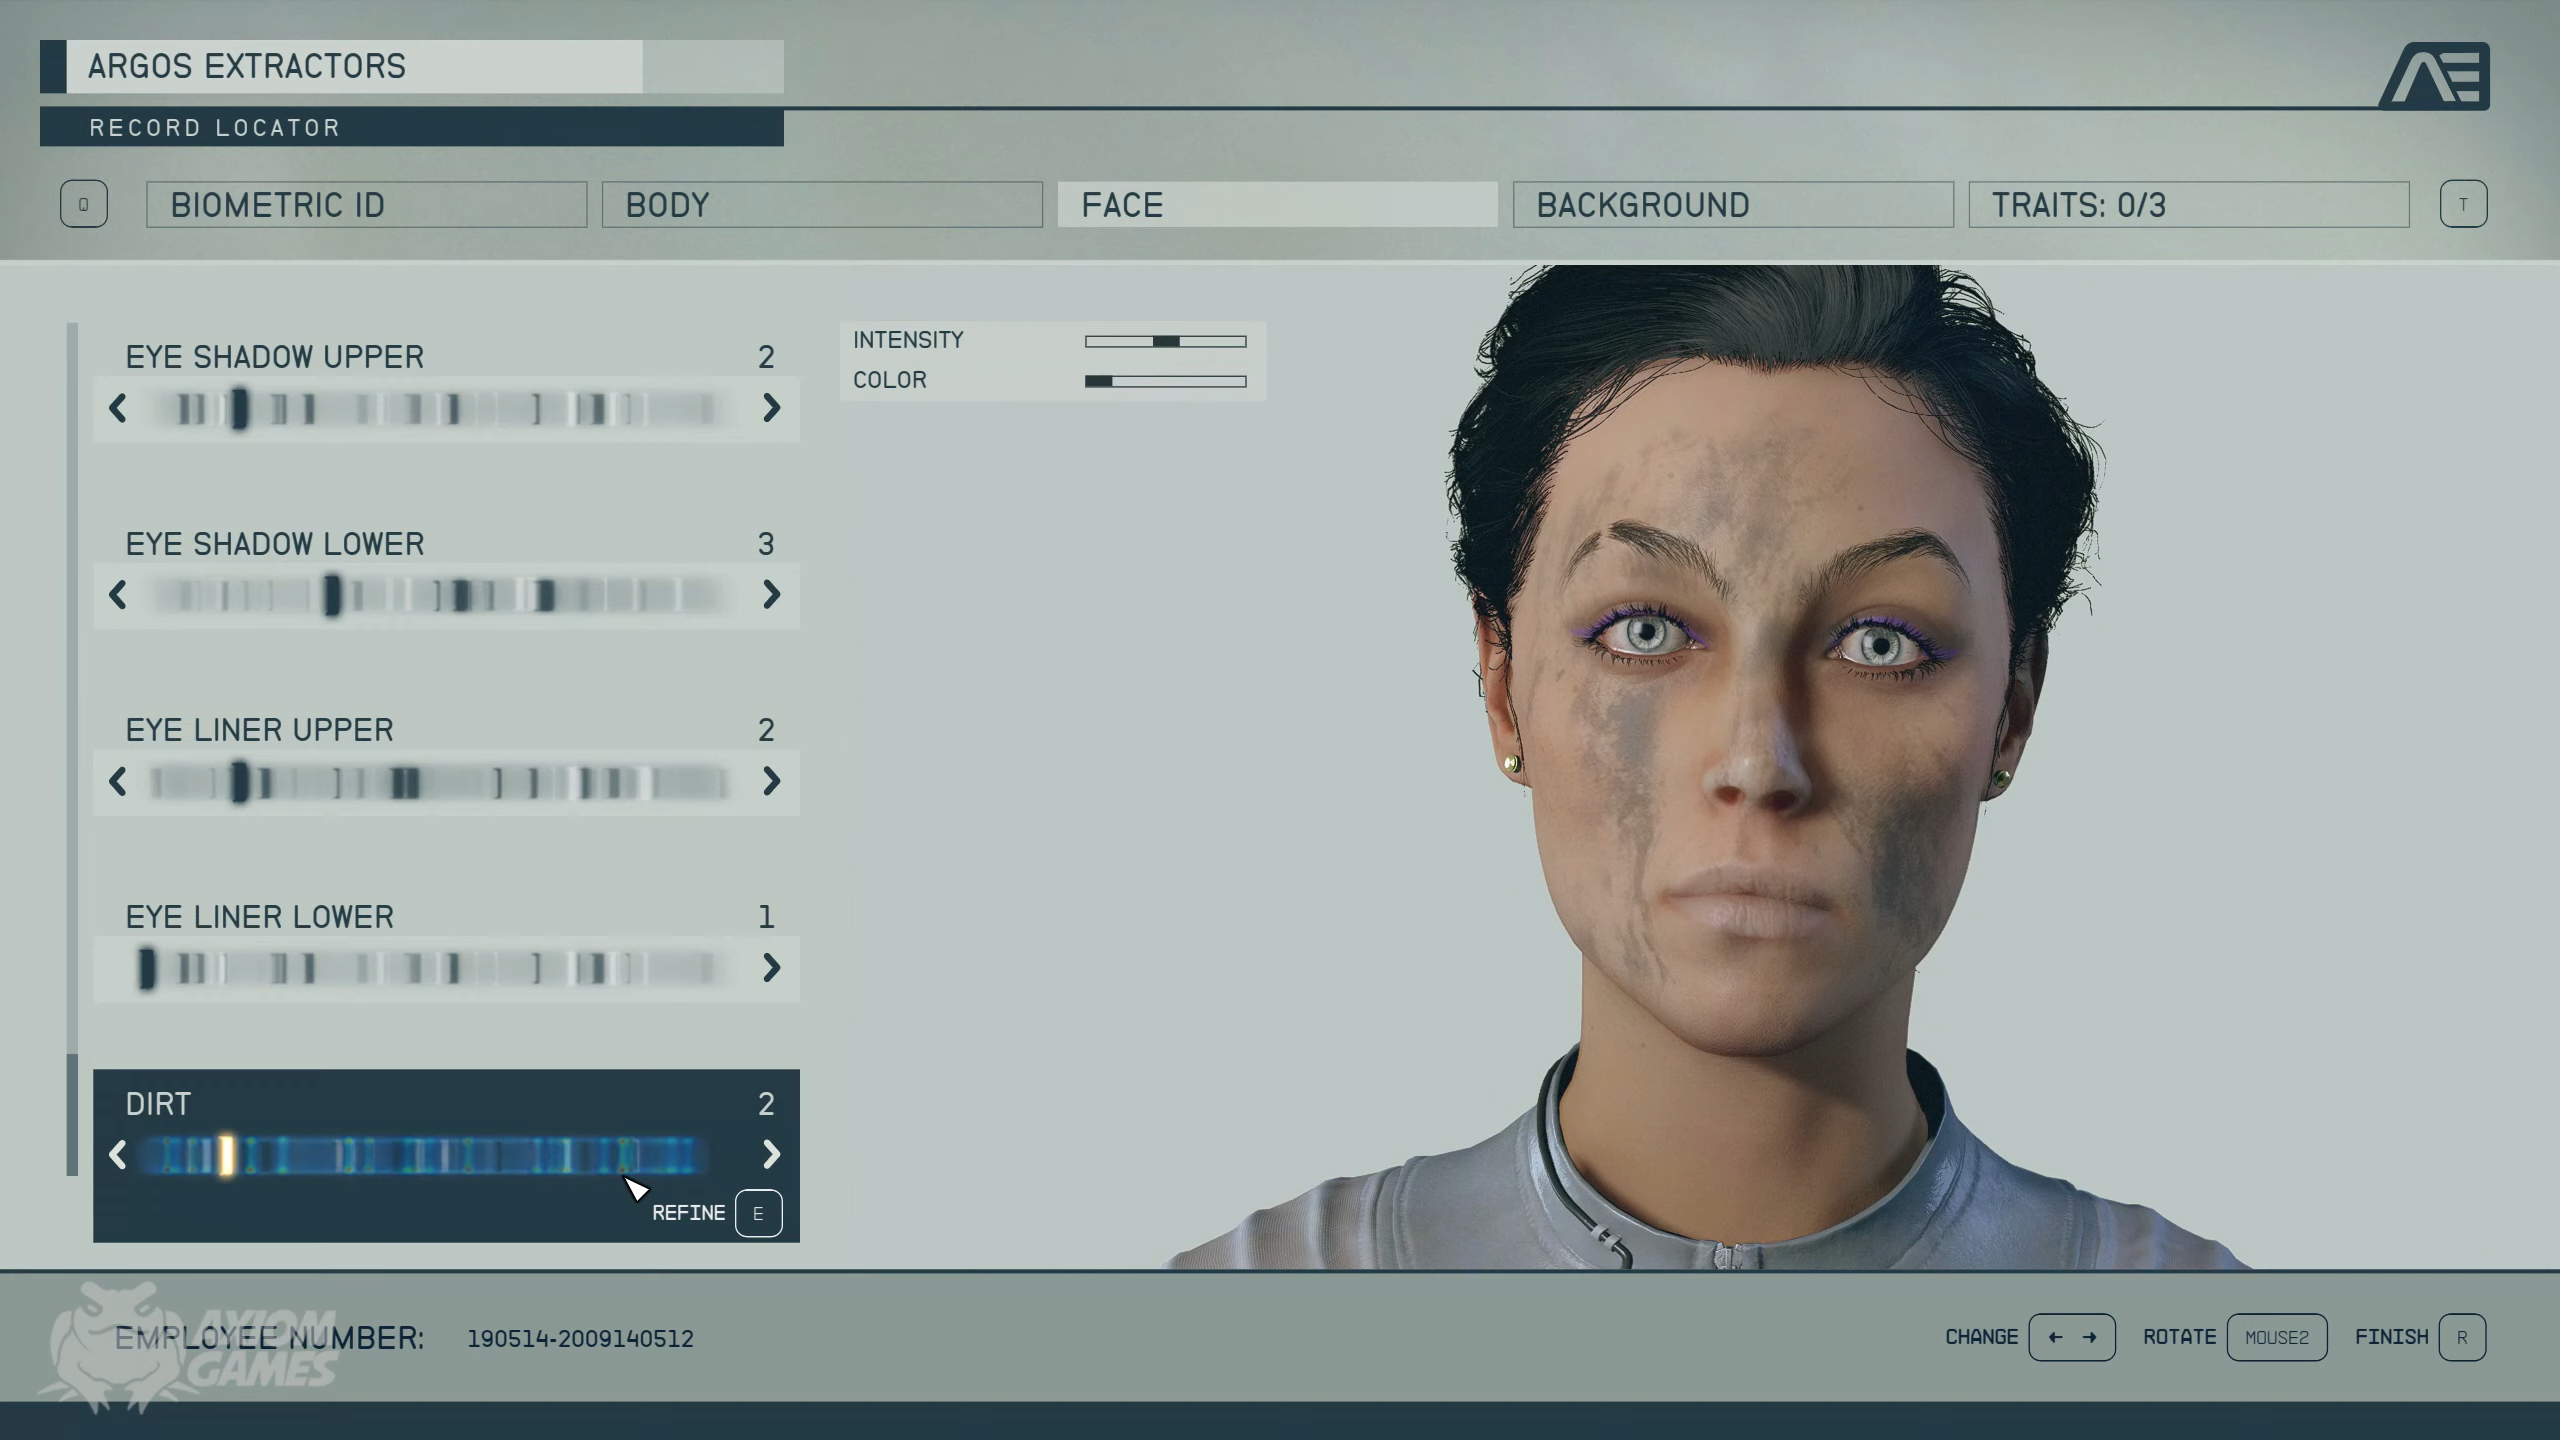 ARGOS EXTRACTORS
RECORD LOCATOR
Q
BIOMETRIC ID
BODY
FACE
BACKGROUND
TRAITS: 0/3
T
EYE SHADOW UPPER 2
INTENSITY
COLOR
EYE SHADOW LOWER 3
EYE LINER UPPER 2
EYE LINER LOWER 1
DIRT 2
REFINE E
AXIOM
GAMES
EMPLOYEE NUMBER: 190514-2009140512
CHANGE ← →
ROTATE MOUSE2
FINISH R